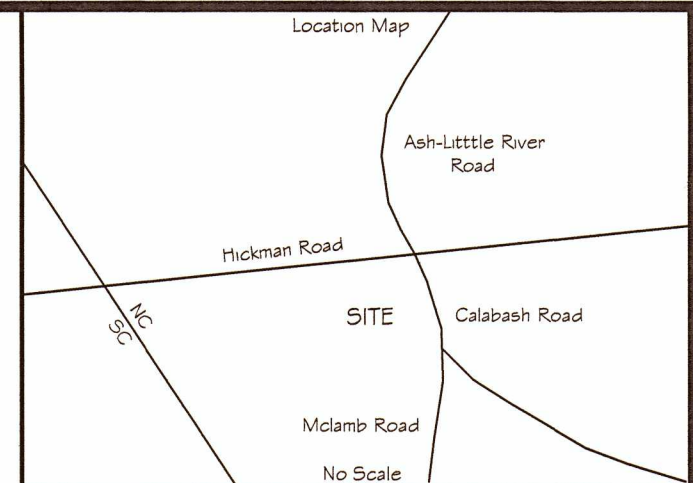 Location Map
Ash-Litttle River
Road
Hickman Road
NC
SC
SITE
Calabash Road
Mclamb Road
No Scale